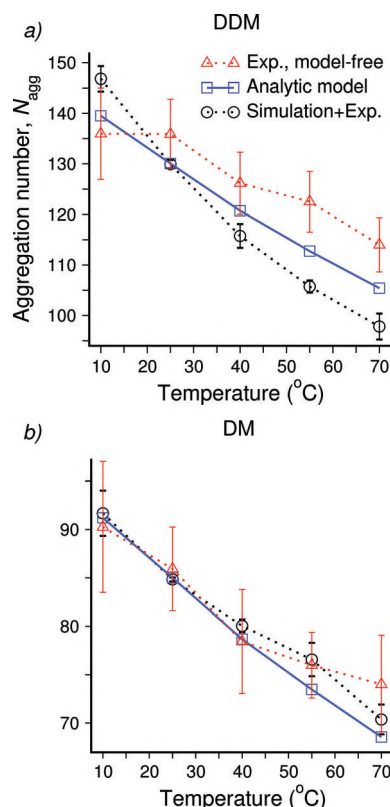 DDM
a)
Exp., model-free
Analytic model
Simulation+Exp.
Aggregation number, Nagg
150
140
130
120
110
100
10 20 30 40 50 60 70
Temperature (°C)
b)
DM
90
80
70
10 20 30 40 50 60 70
Temperature (°C)